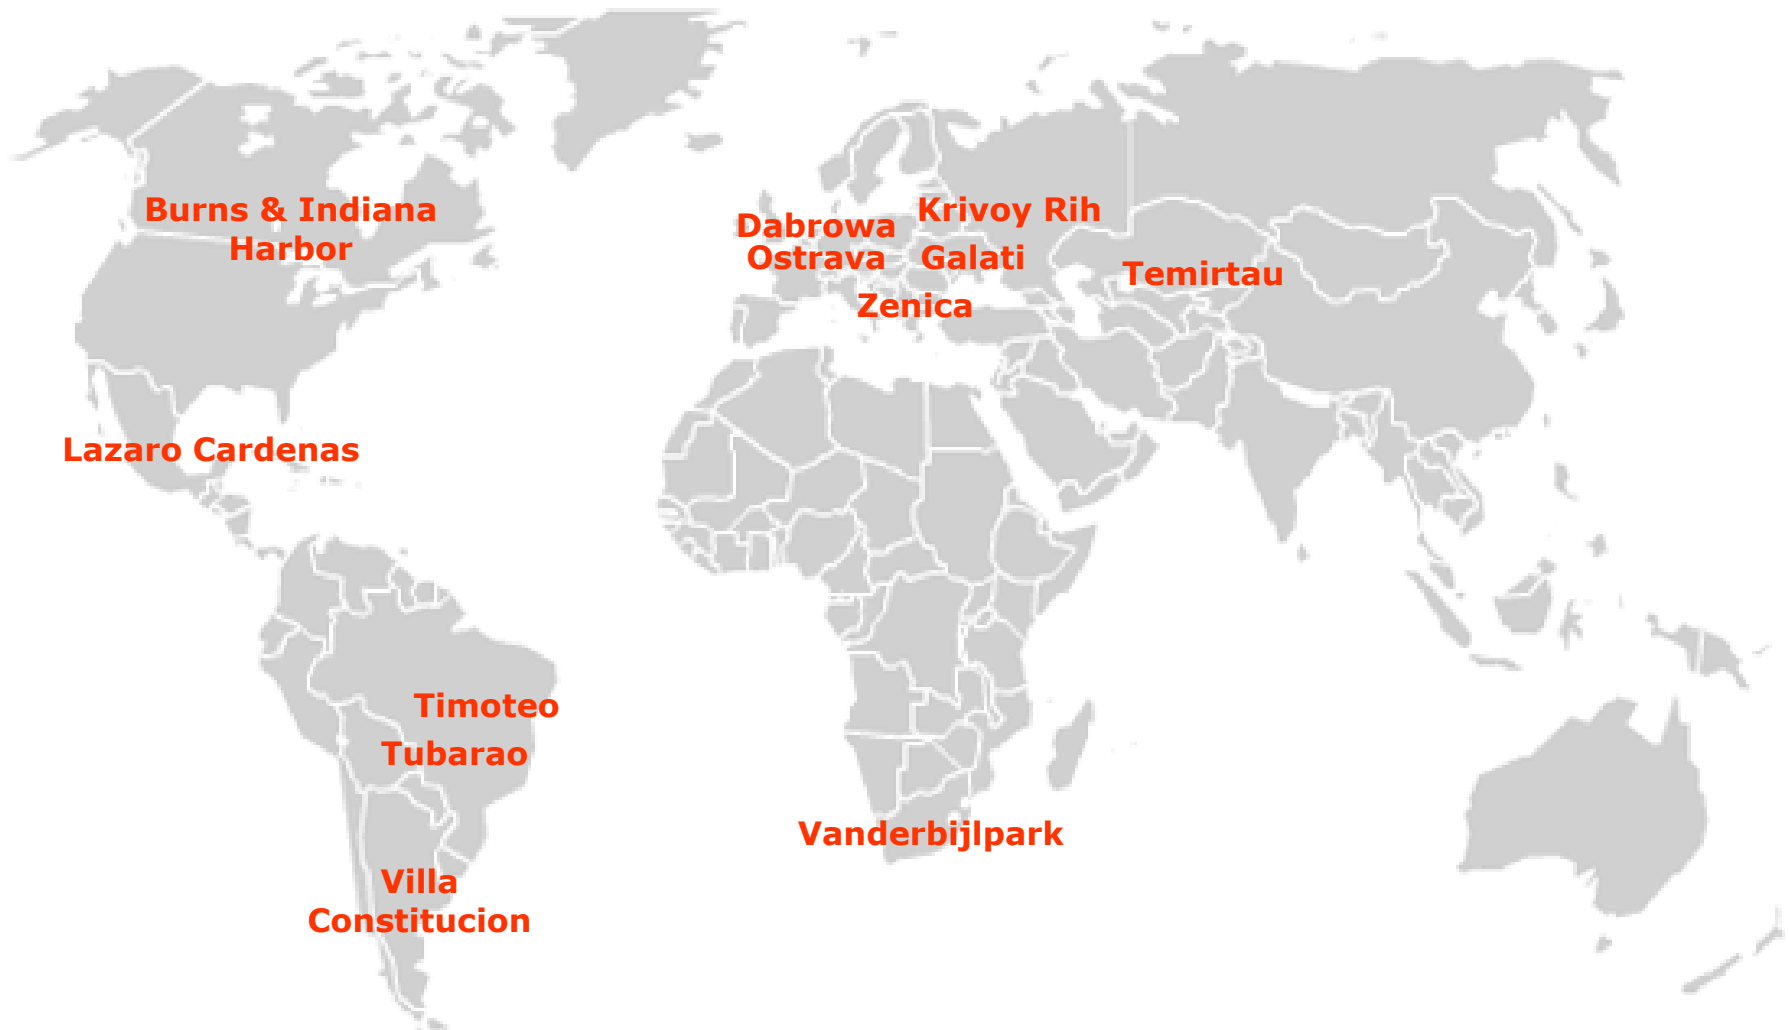 Burns & Indiana
Harbor
Dabrowa
Krivoy Rih
Ostrava
Galati
Temirtau
Zenica
Lazaro Cardenas
Timoteo
Tubarao
Vanderbijlpark
Villa
Constitucion